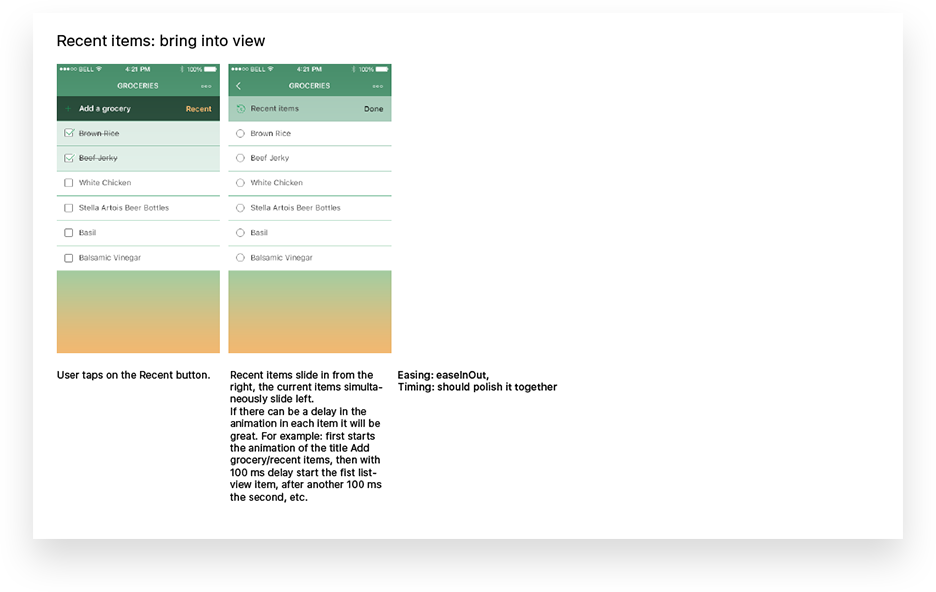 Recent items: bring into view
BELL 4:21 PM 100%
GROCERIES
Add a grocery Recent
Brown Rice
Beef Jerky
White Chicken
Stella Artois Beer Bottles
Basil
Balsamic Vinegar
BELL 4:21 PM 100%
GROCERIES
Recent items Done
Brown Rice
Beef Jerky
White Chicken
Stella Artois Beer Bottles
Basil
Balsamic Vinegar
User taps on the Recent button.
Recent items slide in from the
right, the current items simulta-
neously slide left.
If there can be a delay in the
animation in each item it will be
great. For example: first starts
the animation of the title Add
grocery/recent items, then with
100 ms delay start the fist list-
view item, after another 100 ms
the second, etc.
Easing: easeInOut,
Timing: should polish it together